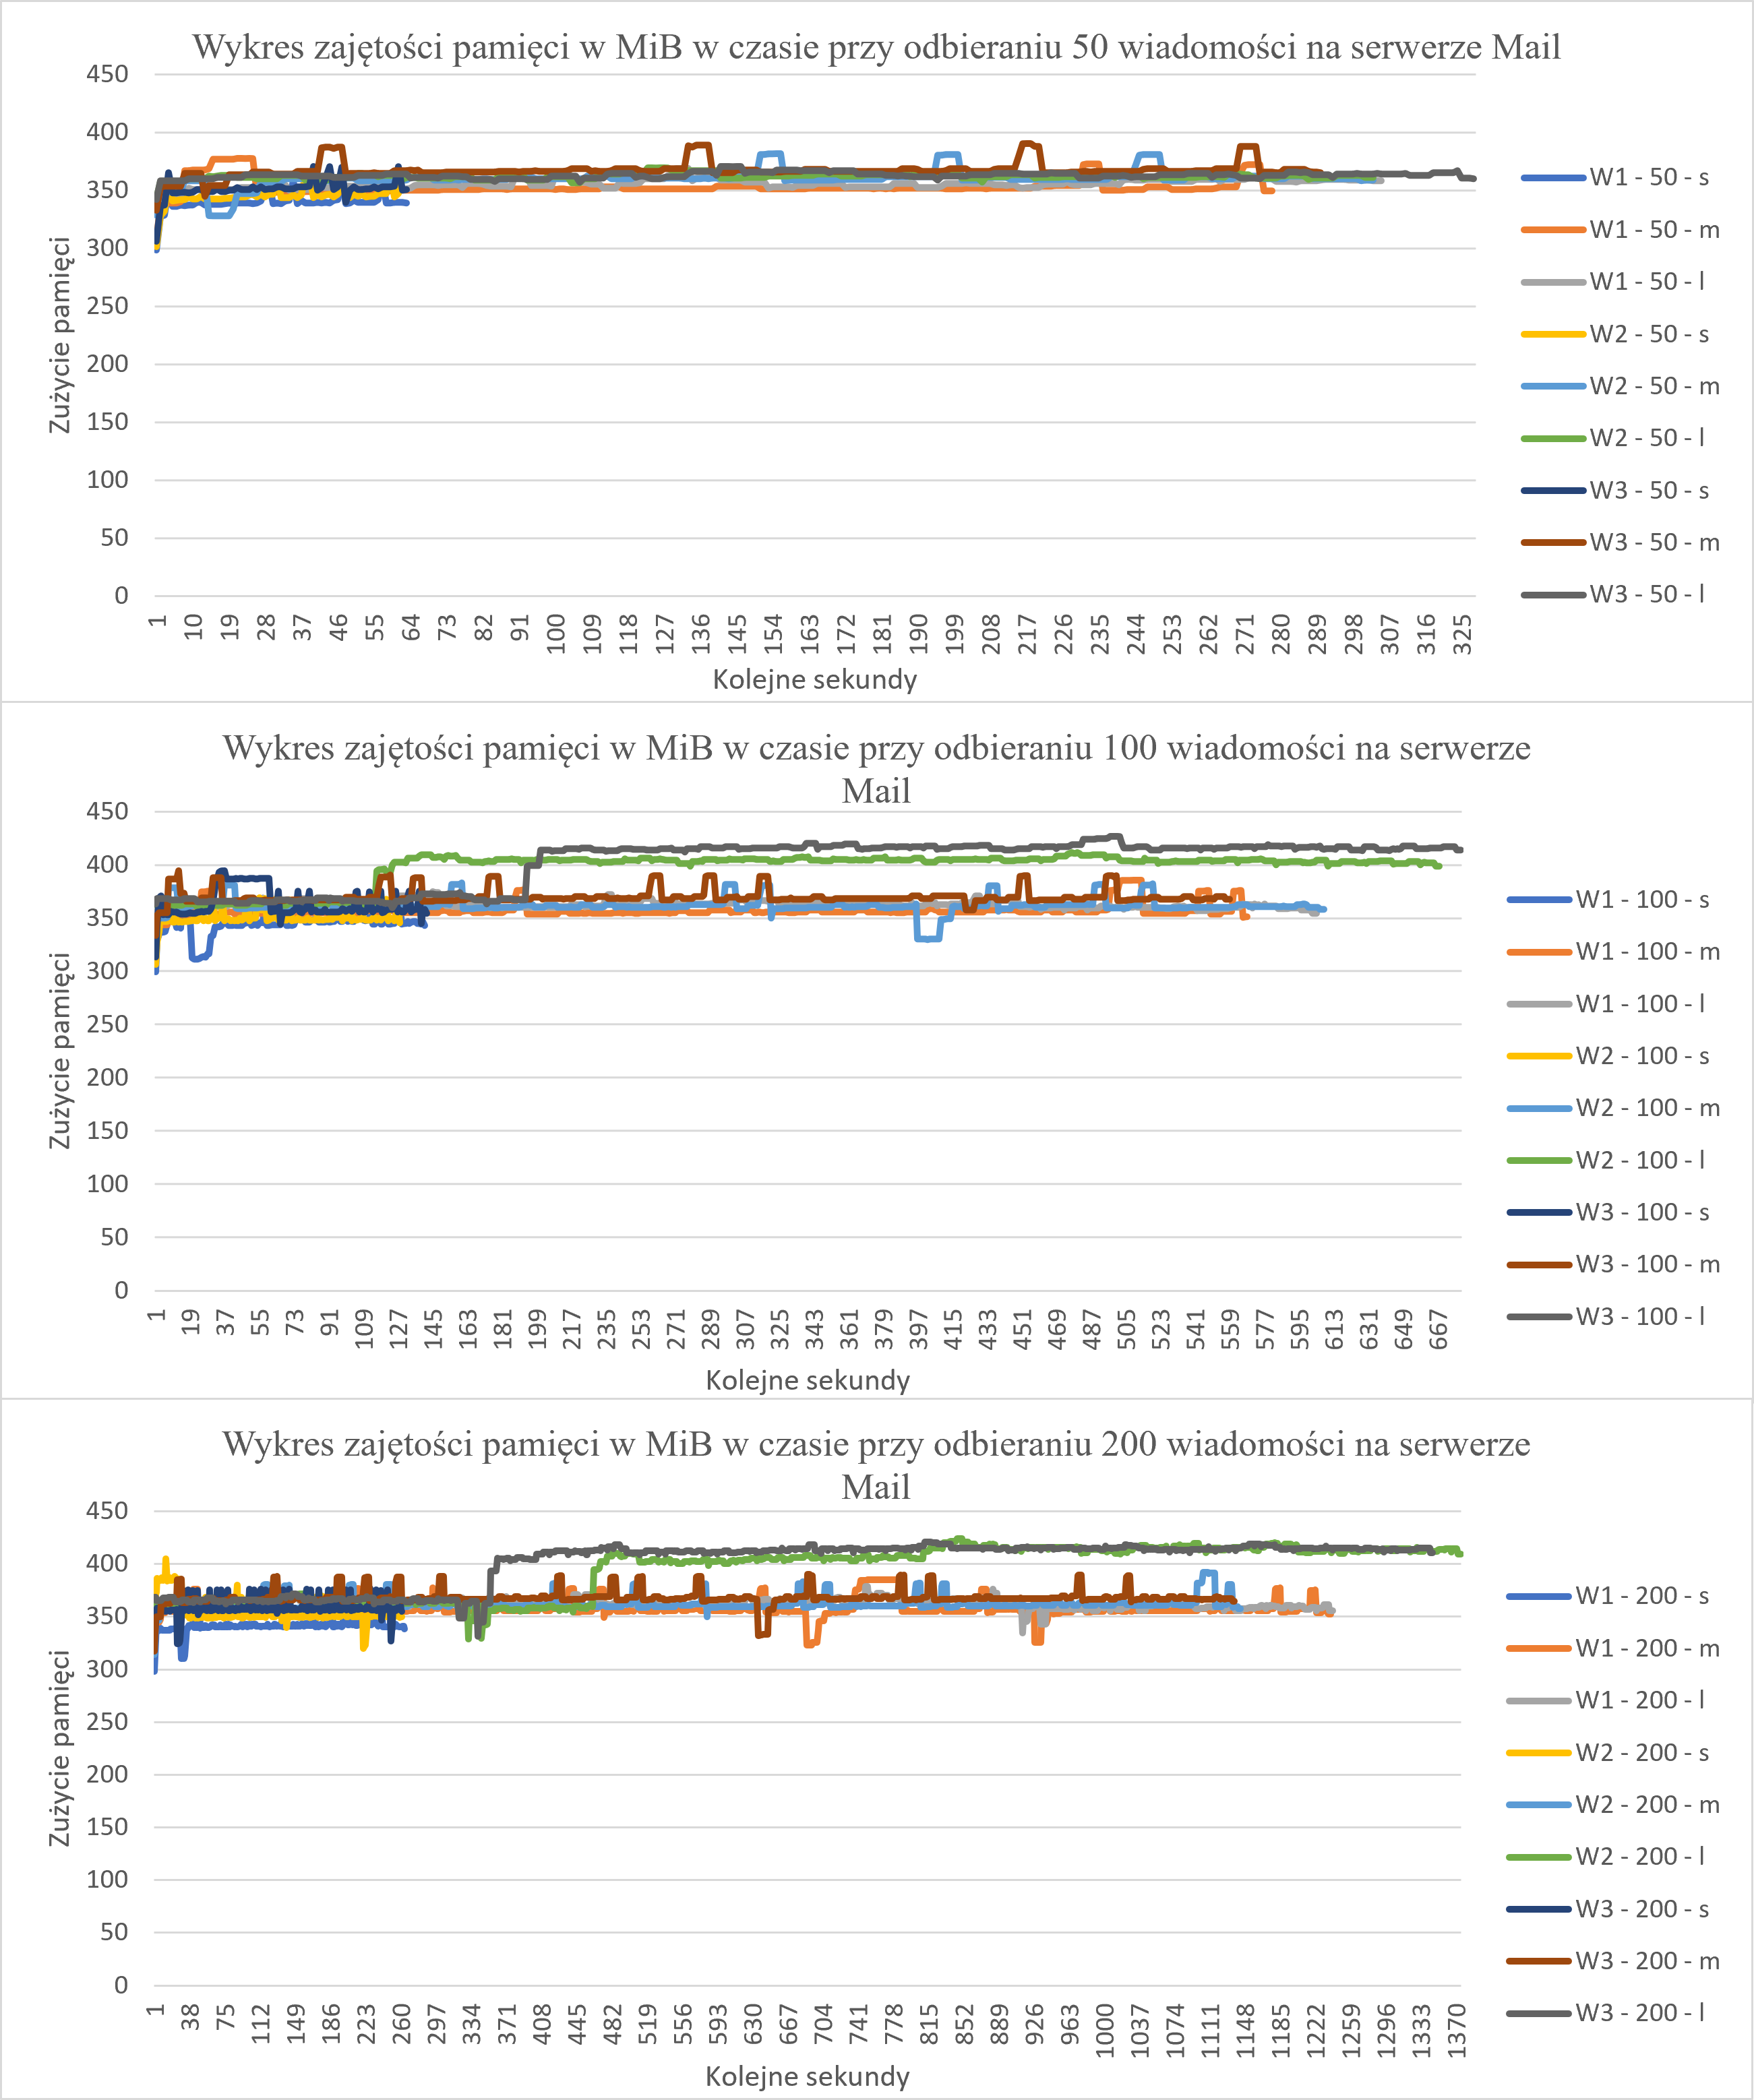 Wykres zajętości pamięci w MiB w czasie przy odbieraniu 50 wiadomości na serwerze Mail
450
400
350
300
250
200
150
100
50
0
Zużycie pamięci
1 10 19 28 37 46 55 64 73 82 91 100 109 118 127 136 145 154 163 172 181 190 199 208 217 226 235 244 253 262 271 280 289 298 307 316 325
Kolejne sekundy
W1 - 50 - s
W1 - 50 - m
W1 - 50 - l
W2 - 50 - s
W2 - 50 - m
W2 - 50 - l
W3 - 50 - s
W3 - 50 - m
W3 - 50 - l
Wykres zajętości pamięci w MiB w czasie przy odbieraniu 100 wiadomości na serwerze
Mail
450
400
350
300
250
200
150
100
50
0
Zużycie pamięci
1 19 37 55 73 91 109 127 145 163 181 199 217 235 253 271 289 307 325 343 361 379 397 415 433 451 469 487 505 523 541 559 577 595 613 631 649 667
Kolejne sekundy
W1 - 100 - s
W1 - 100 - m
W1 - 100 - l
W2 - 100 - s
W2 - 100 - m
W2 - 100 - l
W3 - 100 - s
W3 - 100 - m
W3 - 100 - l
Wykres zajętości pamięci w MiB w czasie przy odbieraniu 200 wiadomości na serwerze
Mail
450
400
350
300
250
200
150
100
50
0
Zużycie pamięci
1 38 75 112 149 186 223 260 297 334 371 408 445 482 519 556 593 630 667 704 741 778 815 852 889 926 963 1000 1037 1074 1111 1148 1185 1222 1259 1296 1333 1370
Kolejne sekundy
W1 - 200 - s
W1 - 200 - m
W1 - 200 - l
W2 - 200 - s
W2 - 200 - m
W2 - 200 - l
W3 - 200 - s
W3 - 200 - m
W3 - 200 - l